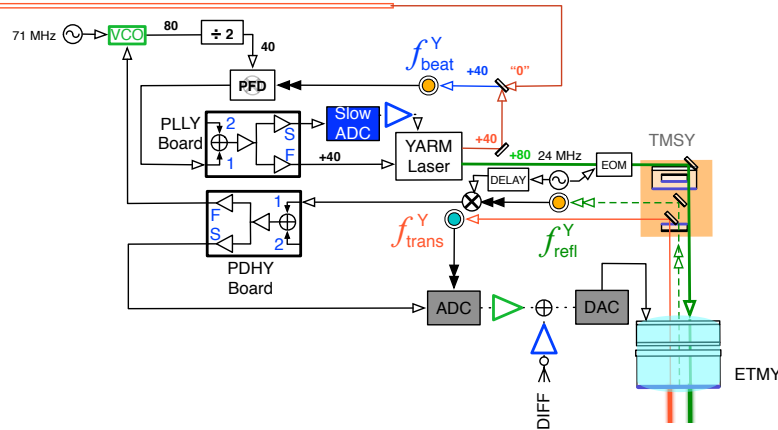 71 MHz
VCO
80
÷ 2
40
PFD
f Y beat
+40
"0"
PLLY
Board
2
1
S
F
Slow
ADC
+40
YARM
Laser
+40
+80
24 MHz
EOM
TMSY
DELAY
F
S
1
2
PDHY
Board
f Y trans
f Y refl
ADC
DAC
DIFF
ETMY